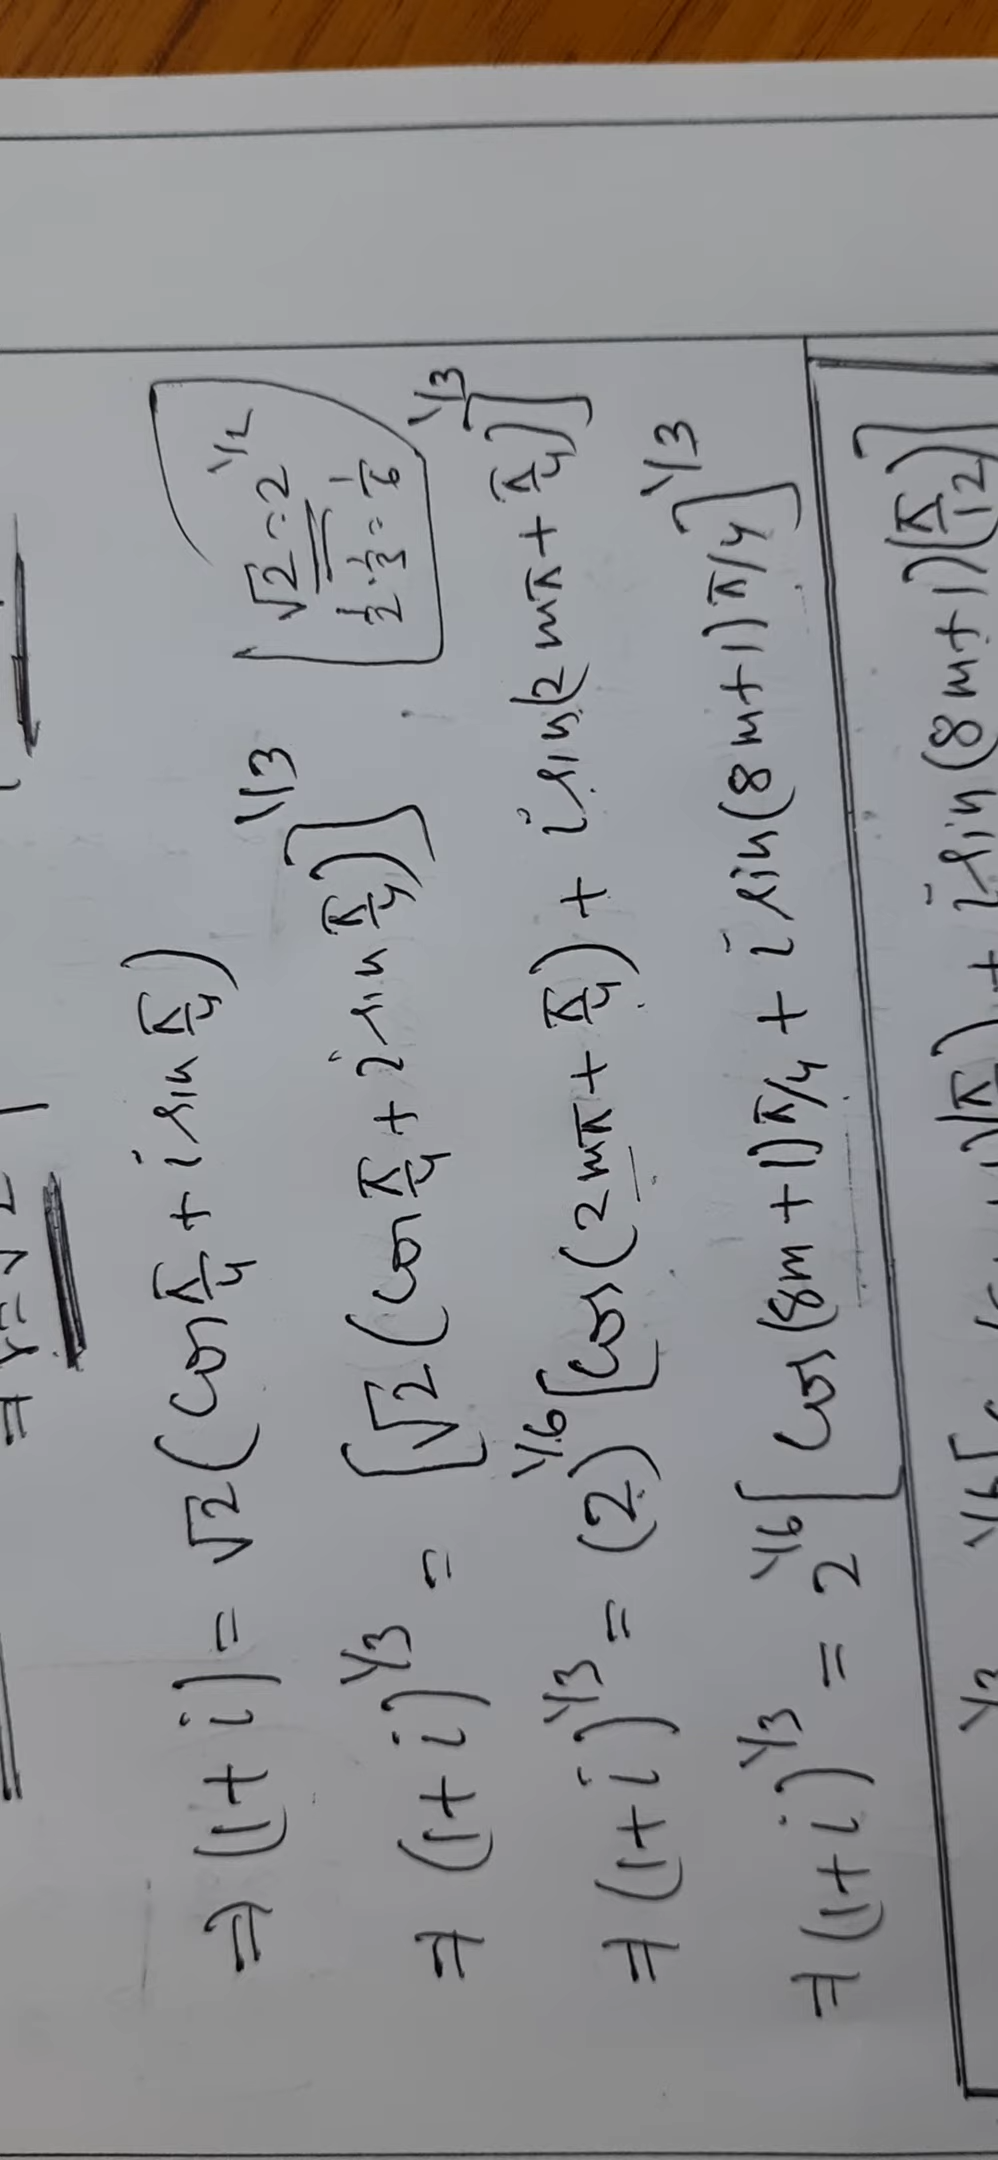 ⇒ r = √2
⇒ (1+i) = √2 (cos π/4 + i sin π/4)
⇒ (1+i)^1/3 = [√2 (cos π/4 + i sin π/4)]^1/3
[√2 = 2^1/2
1/2 · 1/3 = 1/6
⇒ (1+i)^1/3 = (2)^1/6 [cos (2mπ + π/4) + i sin (2mπ + π/4)]^1/3
⇒ (1+i)^1/3 = 2^1/6 [cos (8m+1)π/4 + i sin (8m+1)π/4]^1/3
+ i sin (8m+1)(π/12)]